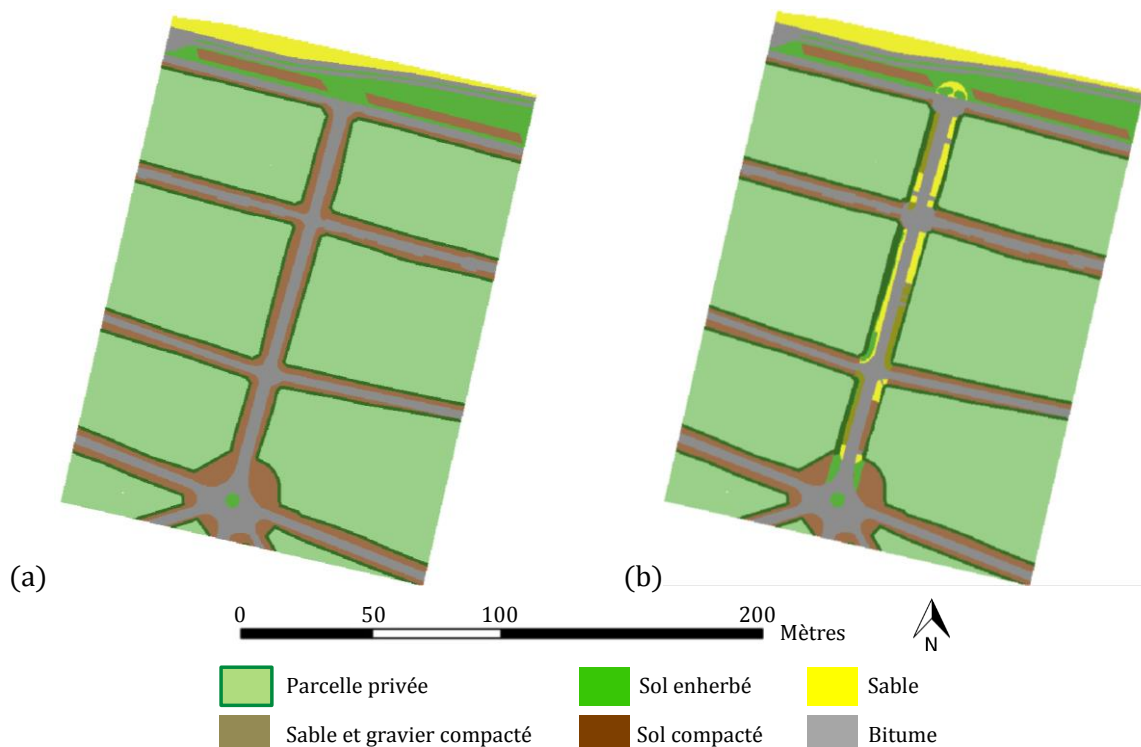 (a)
(b)
0 50 100 200
Mètres
N
Parcelle privée
Sol enherbé
Sable
Sable et gravier compacté
Sol compacté
Bitume